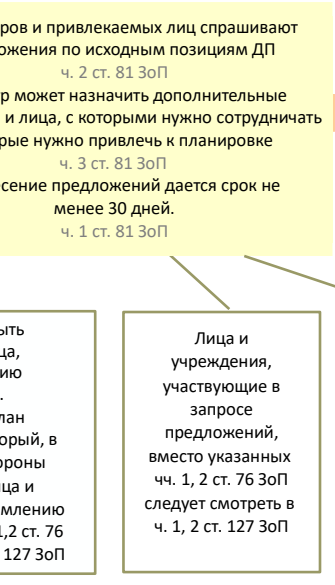 ров и привлекаемых лиц спрашивают
ожения по исходным позициям ДП
ч. 2 ст. 81 ЗоП
р может назначить дополнительные
и лица, с которыми нужно сотрудничать
рые нужно привлечь к планировке
ч. 3 ст. 81 ЗоП
сение предложений дается срок не
менее 30 дней.
ч. 1 ст. 81 ЗоП
ыть
ца,
ию
.
лан
орый, в
ороны
ца и
млению
1,2 ст. 76
127 ЗоП
Лица и
учреждения,
участвующие в
запросе
предложений,
вместо указанных
чч. 1, 2 ст. 76 ЗоП
следует смотреть в
ч. 1, 2 ст. 127 ЗоП